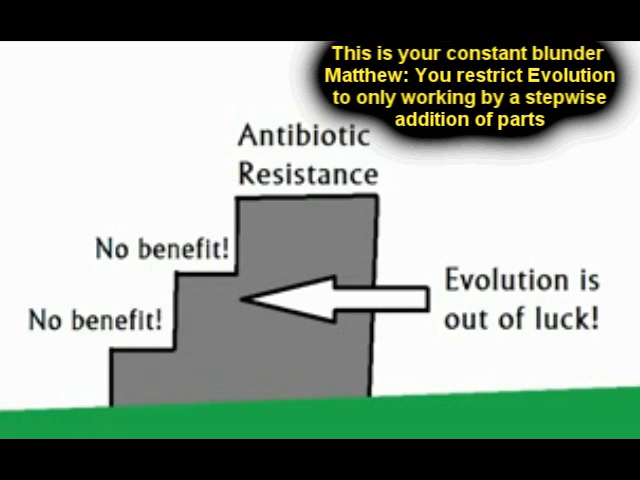 This is your constant blunder
Matthew: You restrict Evolution
to only working by a stepwise
addition of parts
Antibiotic
Resistance
No benefit!
No benefit!
Evolution is
out of luck!